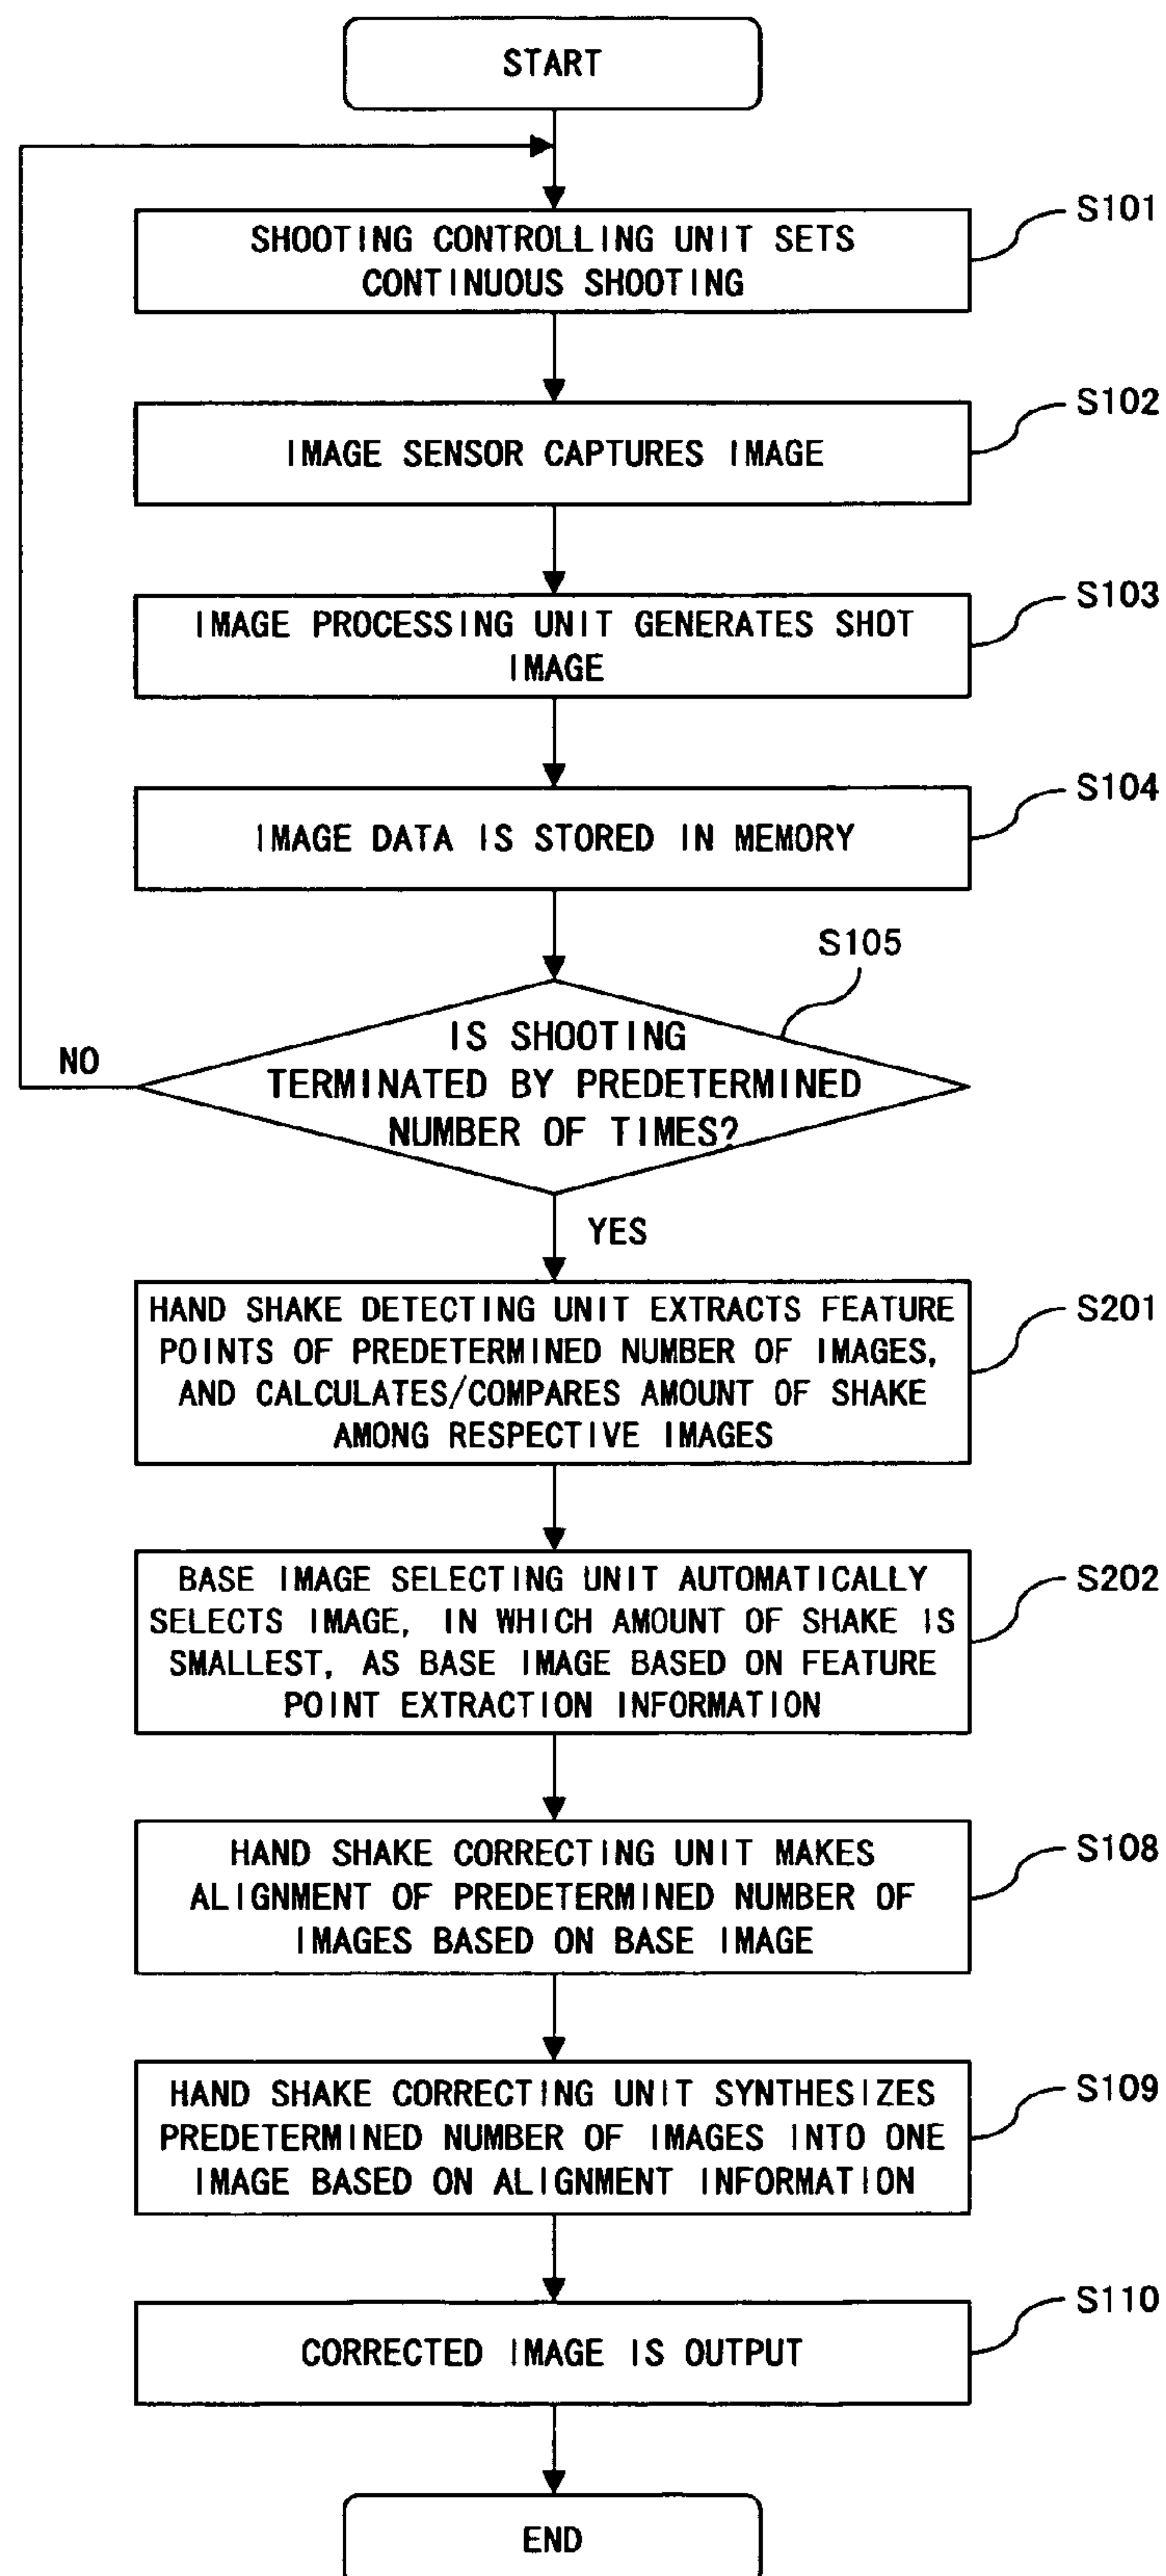 START
SHOOTING CONTROLLING UNIT SETS
CONTINUOUS SHOOTING
S101
IMAGE SENSOR CAPTURES IMAGE
S102
IMAGE PROCESSING UNIT GENERATES SHOT
IMAGE
S103
IMAGE DATA IS STORED IN MEMORY
S104
S105
IS SHOOTING
TERMINATED BY PREDETERMINED
NUMBER OF TIMES?
NO
YES
HAND SHAKE DETECTING UNIT EXTRACTS FEATURE
POINTS OF PREDETERMINED NUMBER OF IMAGES,
AND CALCULATES/COMPARES AMOUNT OF SHAKE
AMONG RESPECTIVE IMAGES
S201
BASE IMAGE SELECTING UNIT AUTOMATICALLY
SELECTS IMAGE, IN WHICH AMOUNT OF SHAKE IS
SMALLEST, AS BASE IMAGE BASED ON FEATURE
POINT EXTRACTION INFORMATION
S202
HAND SHAKE CORRECTING UNIT MAKES
ALIGNMENT OF PREDETERMINED NUMBER OF
IMAGES BASED ON BASE IMAGE
S108
HAND SHAKE CORRECTING UNIT SYNTHESIZES
PREDETERMINED NUMBER OF IMAGES INTO ONE
IMAGE BASED ON ALIGNMENT INFORMATION
S109
CORRECTED IMAGE IS OUTPUT
S110
END